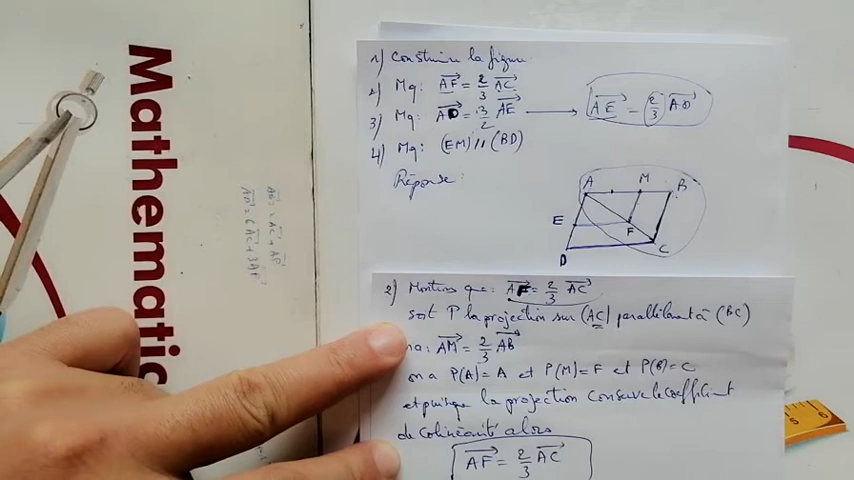 Mathematics
1) Construire la figure
2) Mq: AF = 2/3 AC
3) Mq: AD = 3/2 AE → AE = 2/3 AD
4) Mq: (EM) // (BD)
Réponse:
A M B
E F
D C
2) Montrons que: AF = 2/3 AC
soit P la projection sur (AC) parallèlement à (BC)
on a: AM = 2/3 AB
on a P(A) = A et P(M) = F et P(B) = C
et puisque la projection conserve le coefficient
de colinéarité alors
AF = 2/3 AC